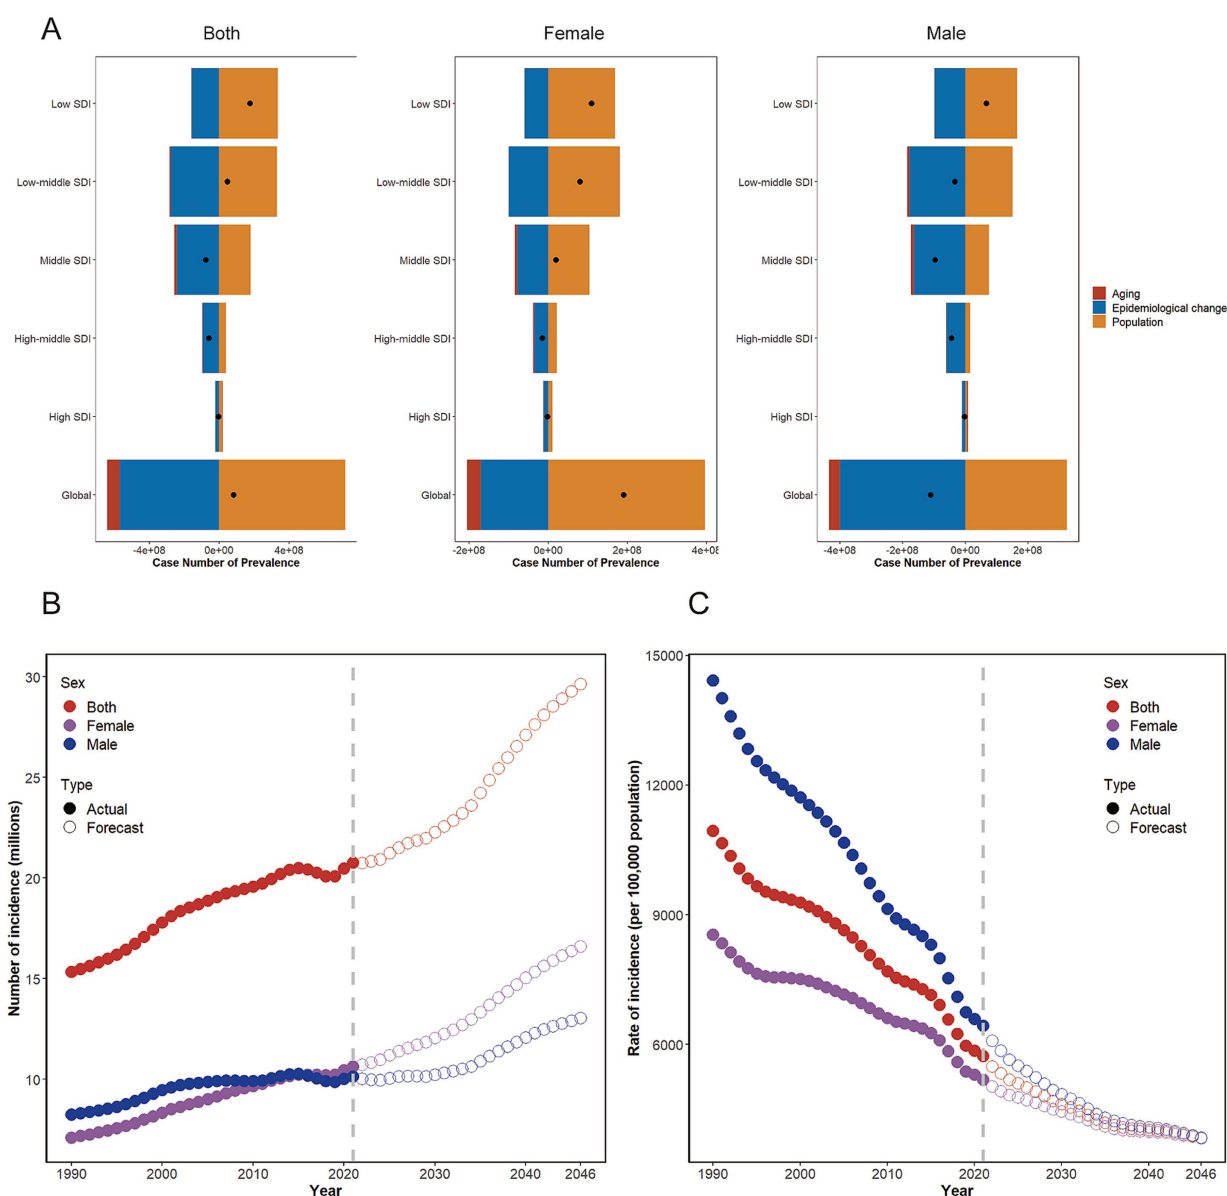 A
Both
Female
Male
Low SDI
Low-middle SDI
Middle SDI
High-middle SDI
High SDI
Global
-4e+08 0e+00 4e+08
Case Number of Prevalence
Low SDI
Low-middle SDI
Middle SDI
High-middle SDI
High SDI
Global
-2e+08 0e+00 2e+08 4e+08
Case Number of Prevalence
Low SDI
Low-middle SDI
Middle SDI
High-middle SDI
High SDI
Global
-4e+08 -2e+08 0e+00 2e+08
Case Number of Prevalence
Aging
Epidemiological change
Population
B
Number of incidence (millions)
30
25
20
15
10
Sex
Both
Female
Male
Type
Actual
Forecast
1990 2000 2010 2020 2030 2040 2046
Year
C
Rate of incidence (per 100,000 population)
15000
12000
9000
6000
Sex
Both
Female
Male
Type
Actual
Forecast
1990 2000 2010 2020 2030 2040 2046
Year